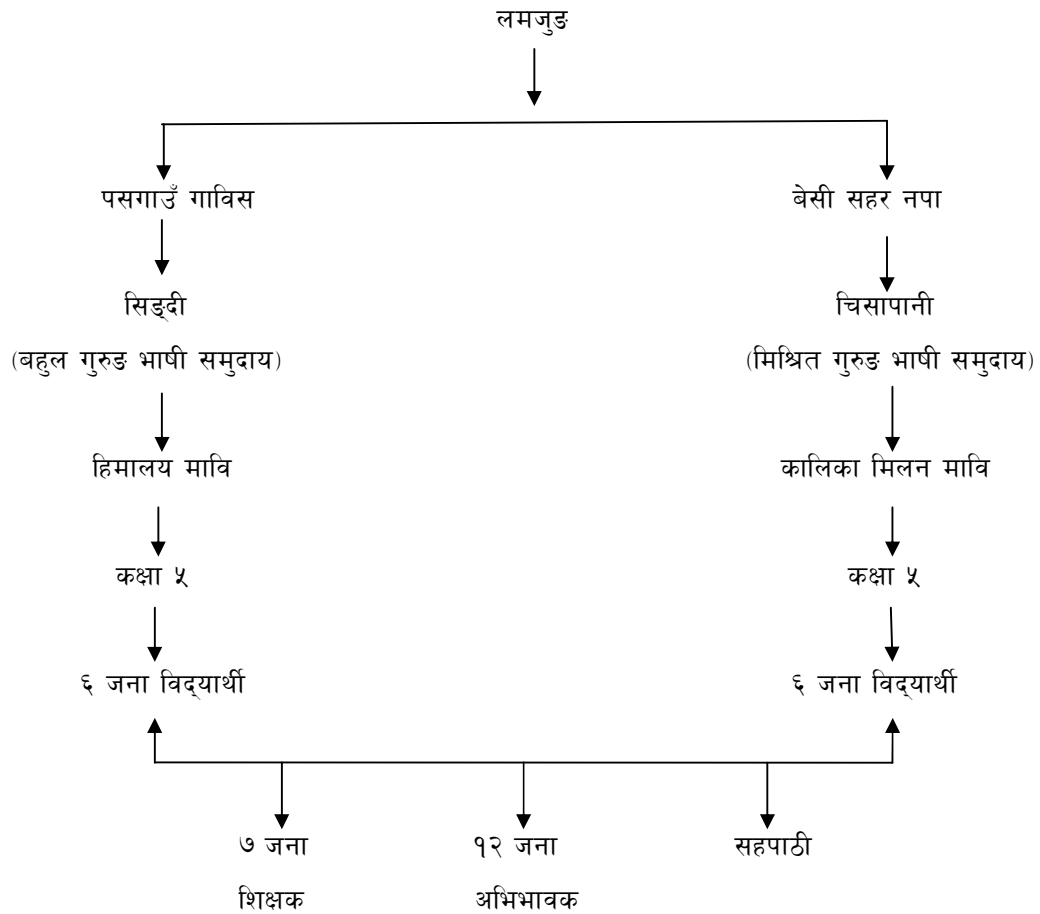 लमजुङ
पसगाउँ गाविस
बेसी सहर नपा
सिङ्दी
(बहुल गुरुङ भाषी समुदाय)
चिसापानी
(मिश्रित गुरुङ भाषी समुदाय)
हिमालय मावि
कालिका मिलन मावि
कक्षा ५
कक्षा ५
६ जना विद्‌यार्थी
६ जना विद्‌यार्थी
७ जना
शिक्षक
१२ जना
अभिभावक
सहपाठी